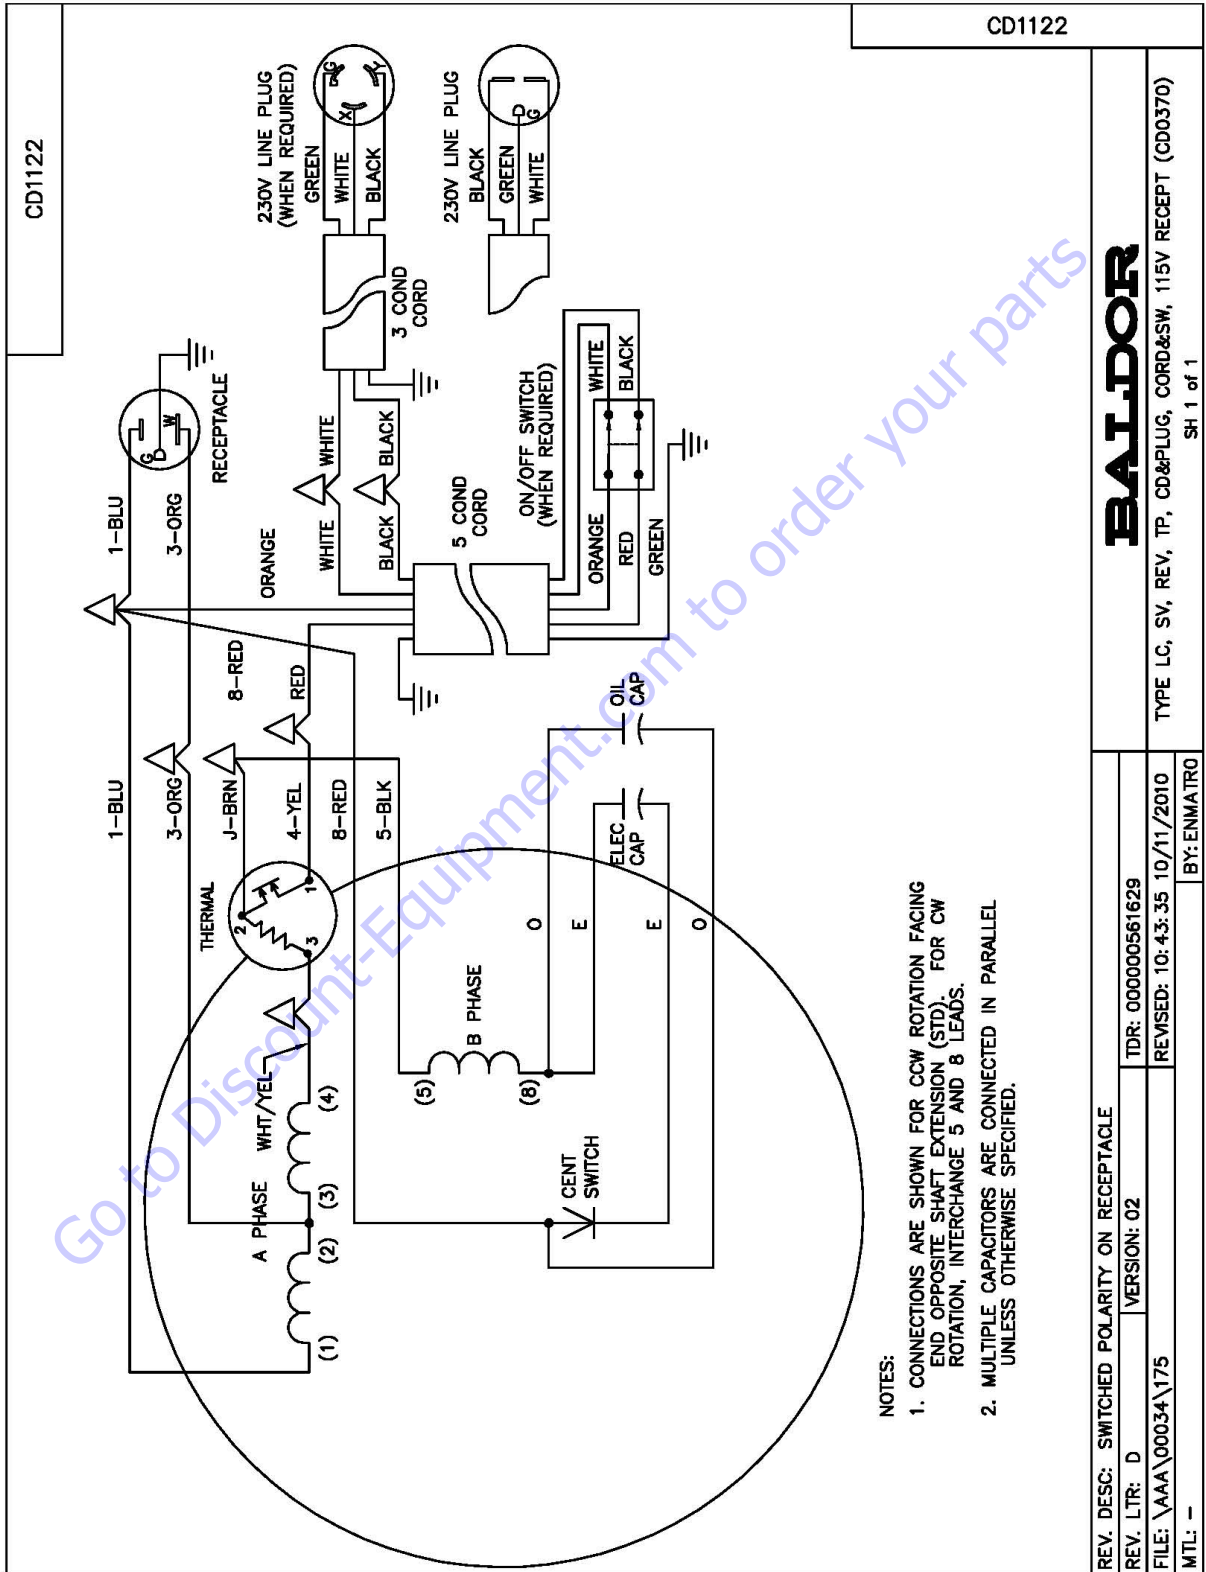 CD1122
CD1122
230V LINE PLUG
(WHEN REQUIRED)
GREEN
WHITE
BLACK
G
Y
X
230V LINE PLUG
BLACK
GREEN
WHITE
G
3 COND
CORD
RECEPTACLE
G
W
1-BLU
3-ORG
ORANGE
WHITE
WHITE
BLACK
BLACK
5 COND
CORD
ON/OFF SWITCH
(WHEN REQUIRED)
WHITE
BLACK
ORANGE
RED
GREEN
8-RED
RED
1-BLU
3-ORG
J-BRN
4-YEL
8-RED
5-BLK
OIL
CAP
ELEC
CAP
THERMAL
2
1
3
O
E
E
O
WHT/YEL
A PHASE
(1)
(2)
(3)
(4)
B PHASE
(5)
(8)
CENT
SWITCH
NOTES:
1. CONNECTIONS ARE SHOWN FOR CCW ROTATION FACING
END OPPOSITE SHAFT EXTENSION (STD). FOR CW
ROTATION, INTERCHANGE 5 AND 8 LEADS.
2. MULTIPLE CAPACITORS ARE CONNECTED IN PARALLEL
UNLESS OTHERWISE SPECIFIED.
REV. DESC: SWITCHED POLARITY ON RECEPTACLE
REV. LTR: D
VERSION: 02
TDR: 000000561629
FILE: \AAA\00034\175
REVISED: 10:43:35 10/11/2010
MTL: -
BY: ENMATRO
BALDOR
TYPE LC, SV, REV, TP, CD&PLUG, CORD&SW, 115V RECEPT (CD0370)
SH 1 of 1
Go to Discount-Equipment.com to order your parts